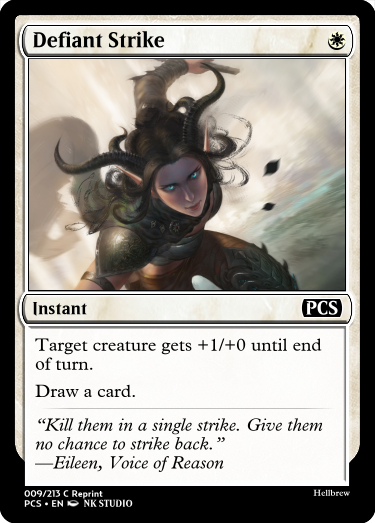 Defiant Strike
Instant
PCS
Target creature gets +1/+0 until end
of turn.
Draw a card.
“Kill them in a single strike. Give them
no chance to strike back.”
—Eileen, Voice of Reason
009/213 C Reprint
Hellbrew
PCS • EN NK STUDIO